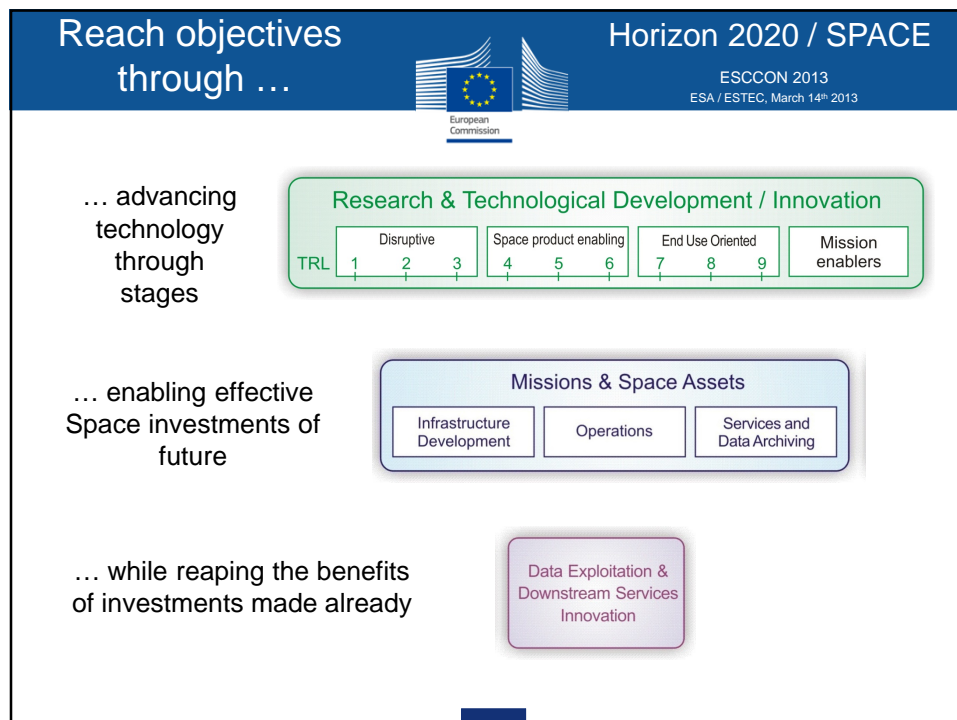 Reach objectives
through …
European
Commission
Horizon 2020 / SPACE
ESCCON 2013
ESA / ESTEC, March 14th 2013
… advancing
technology
through
stages
Research & Technological Development / Innovation
Disruptive
Space product enabling
End Use Oriented
Mission
enablers
TRL 1 2 3 4 5 6 7 8 9
… enabling effective
Space investments of
future
Missions & Space Assets
Infrastructure
Development
Operations
Services and
Data Archiving
… while reaping the benefits
of investments made already
Data Exploitation &
Downstream Services
Innovation